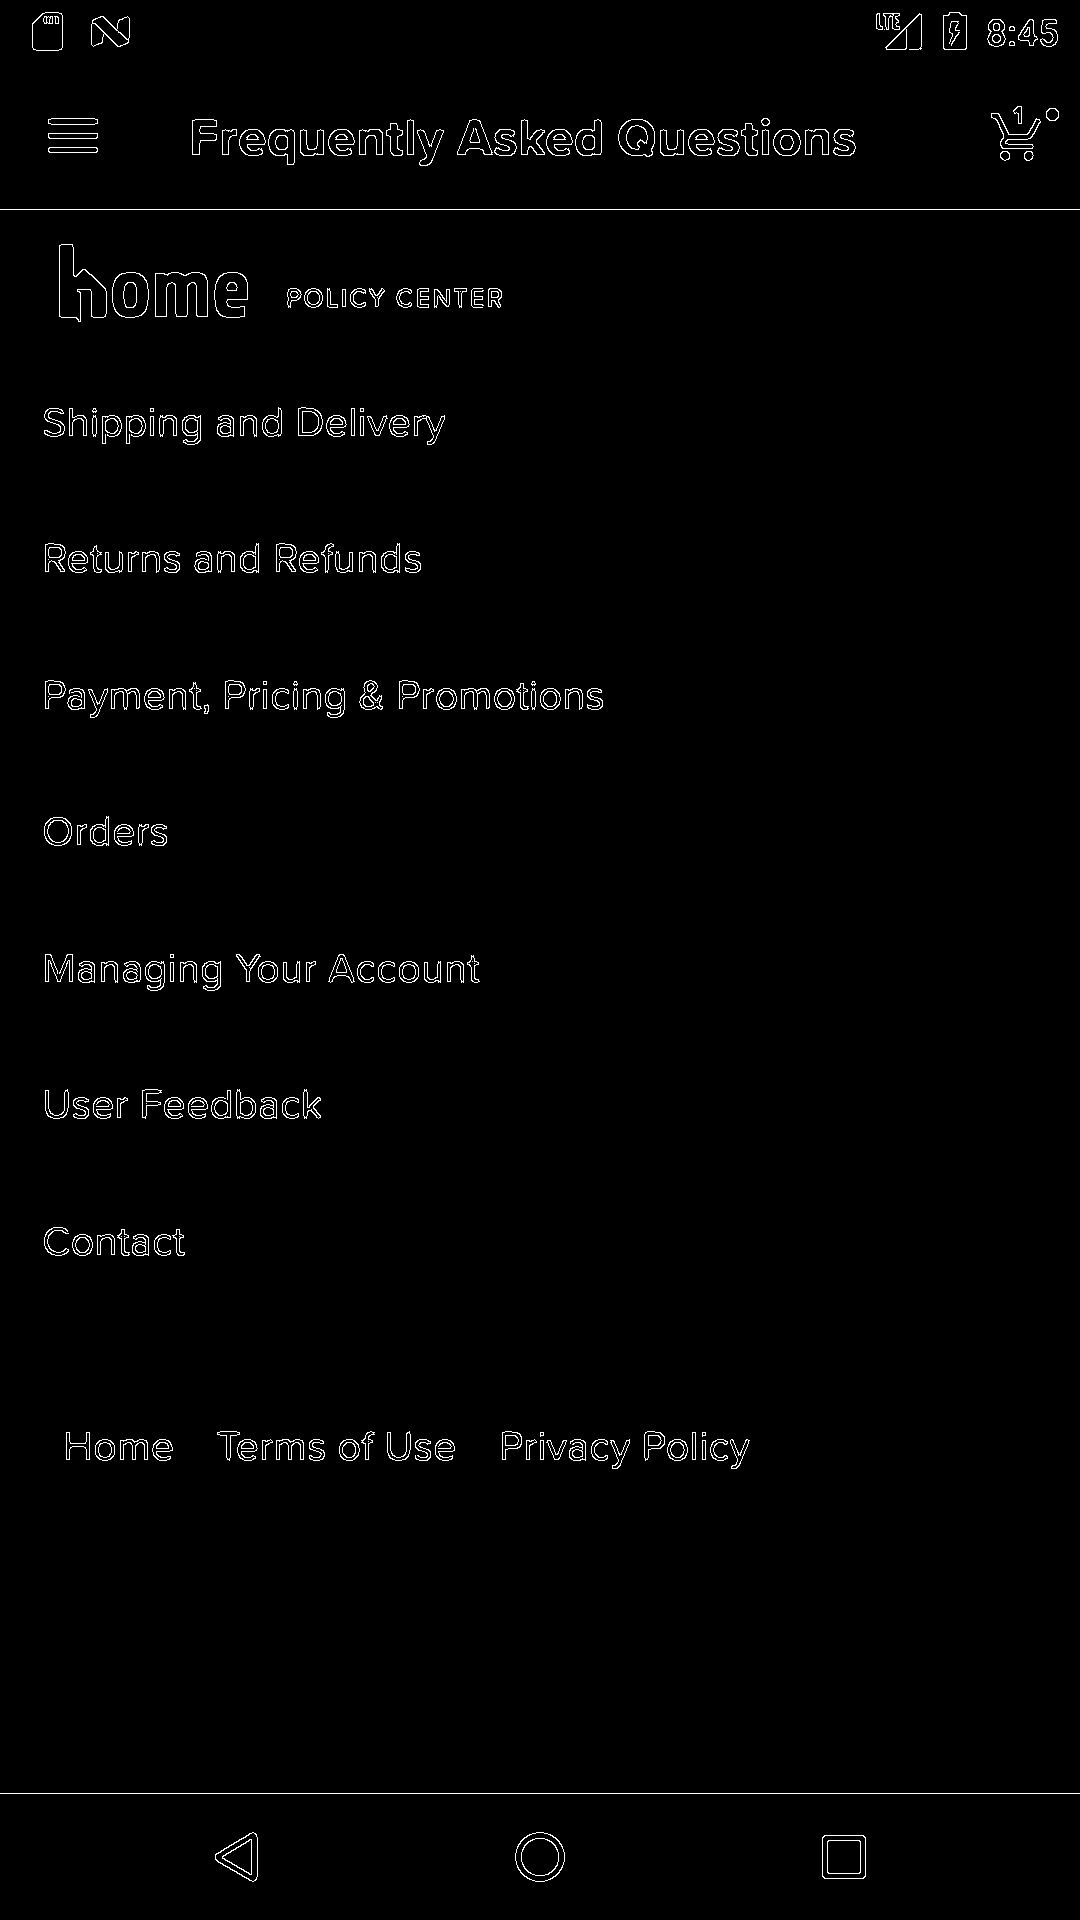 LTE 8:45
Frequently Asked Questions 1
home POLICY CENTER
Shipping and Delivery
Returns and Refunds
Payment, Pricing & Promotions
Orders
Managing Your Account
User Feedback
Contact
Home Terms of Use Privacy Policy